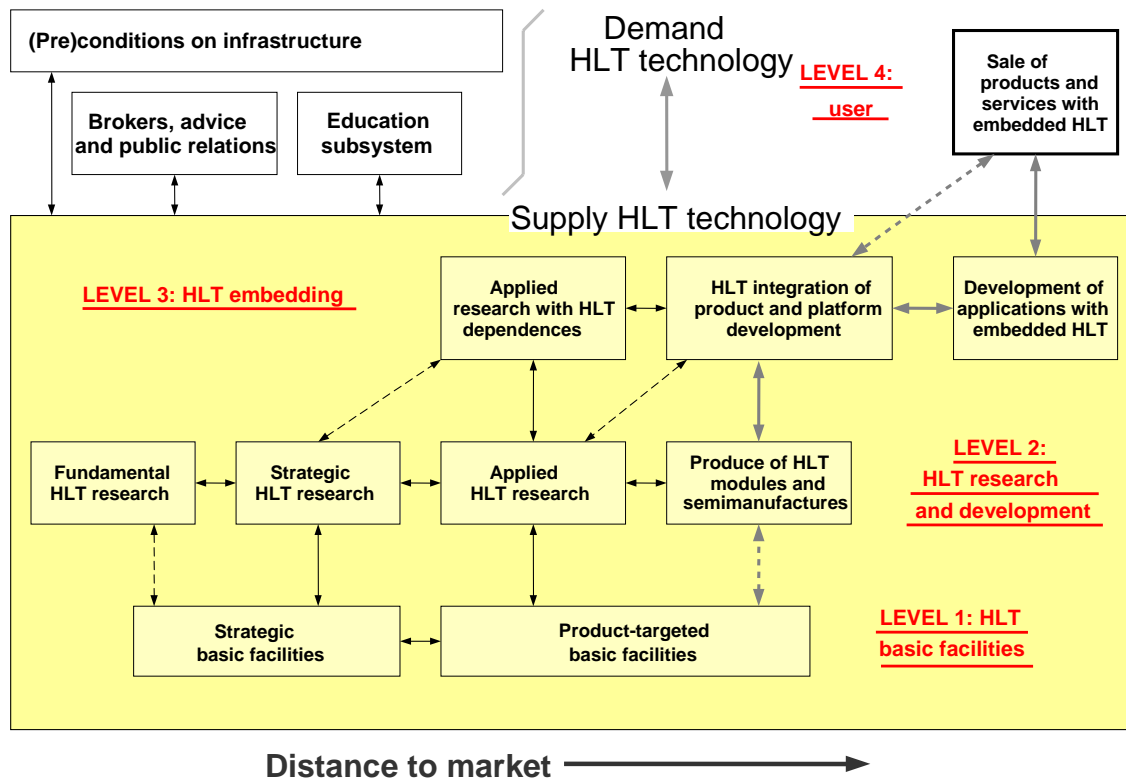 (Pre)conditions on infrastructure
Demand
HLT technology
LEVEL 4:
user
Sale of
products and
services with
embedded HLT
Brokers, advice
and public relations
Education
subsystem
Supply HLT technology
LEVEL 3: HLT embedding
Applied
research with HLT
dependences
HLT integration of
product and platform
development
Development of
applications with
embedded HLT
Fundamental
HLT research
Strategic
HLT research
Applied
HLT research
Produce of HLT
modules and
semimanufactures
LEVEL 2:
HLT research
and development
Strategic
basic facilities
Product-targeted
basic facilities
LEVEL 1: HLT
basic facilities
Distance to market